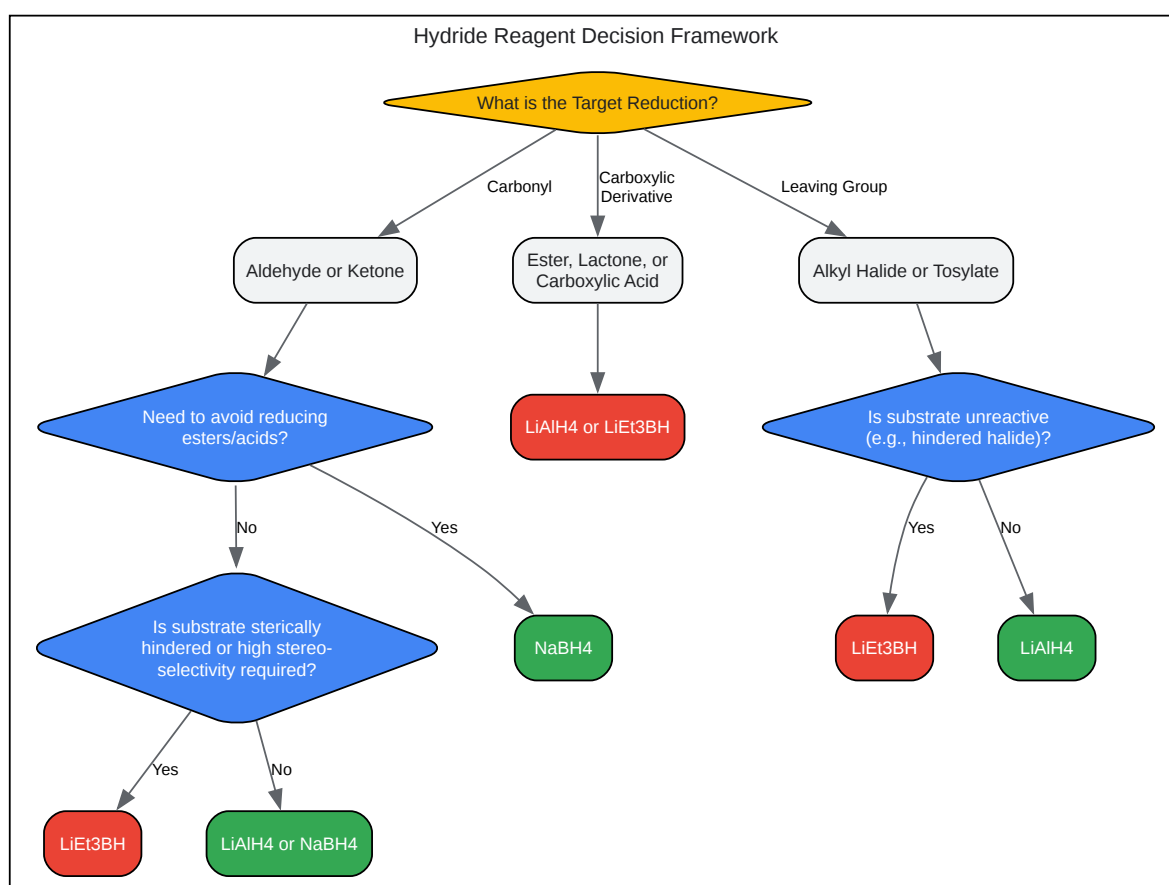 Hydride Reagent Decision Framework
What is the Target Reduction?
Carbonyl
Carboxylic
Derivative
Leaving Group
Aldehyde or Ketone
Ester, Lactone, or
Carboxylic Acid
Alkyl Halide or Tosylate
Need to avoid reducing
esters/acids?
LiAlH4 or LiEt3BH
Is substrate unreactive
(e.g., hindered halide)?
No
Yes
Yes
No
Is substrate sterically
hindered or high stereo-
selectivity required?
NaBH4
LiEt3BH
LiAlH4
Yes
No
LiEt3BH
LiAlH4 or NaBH4